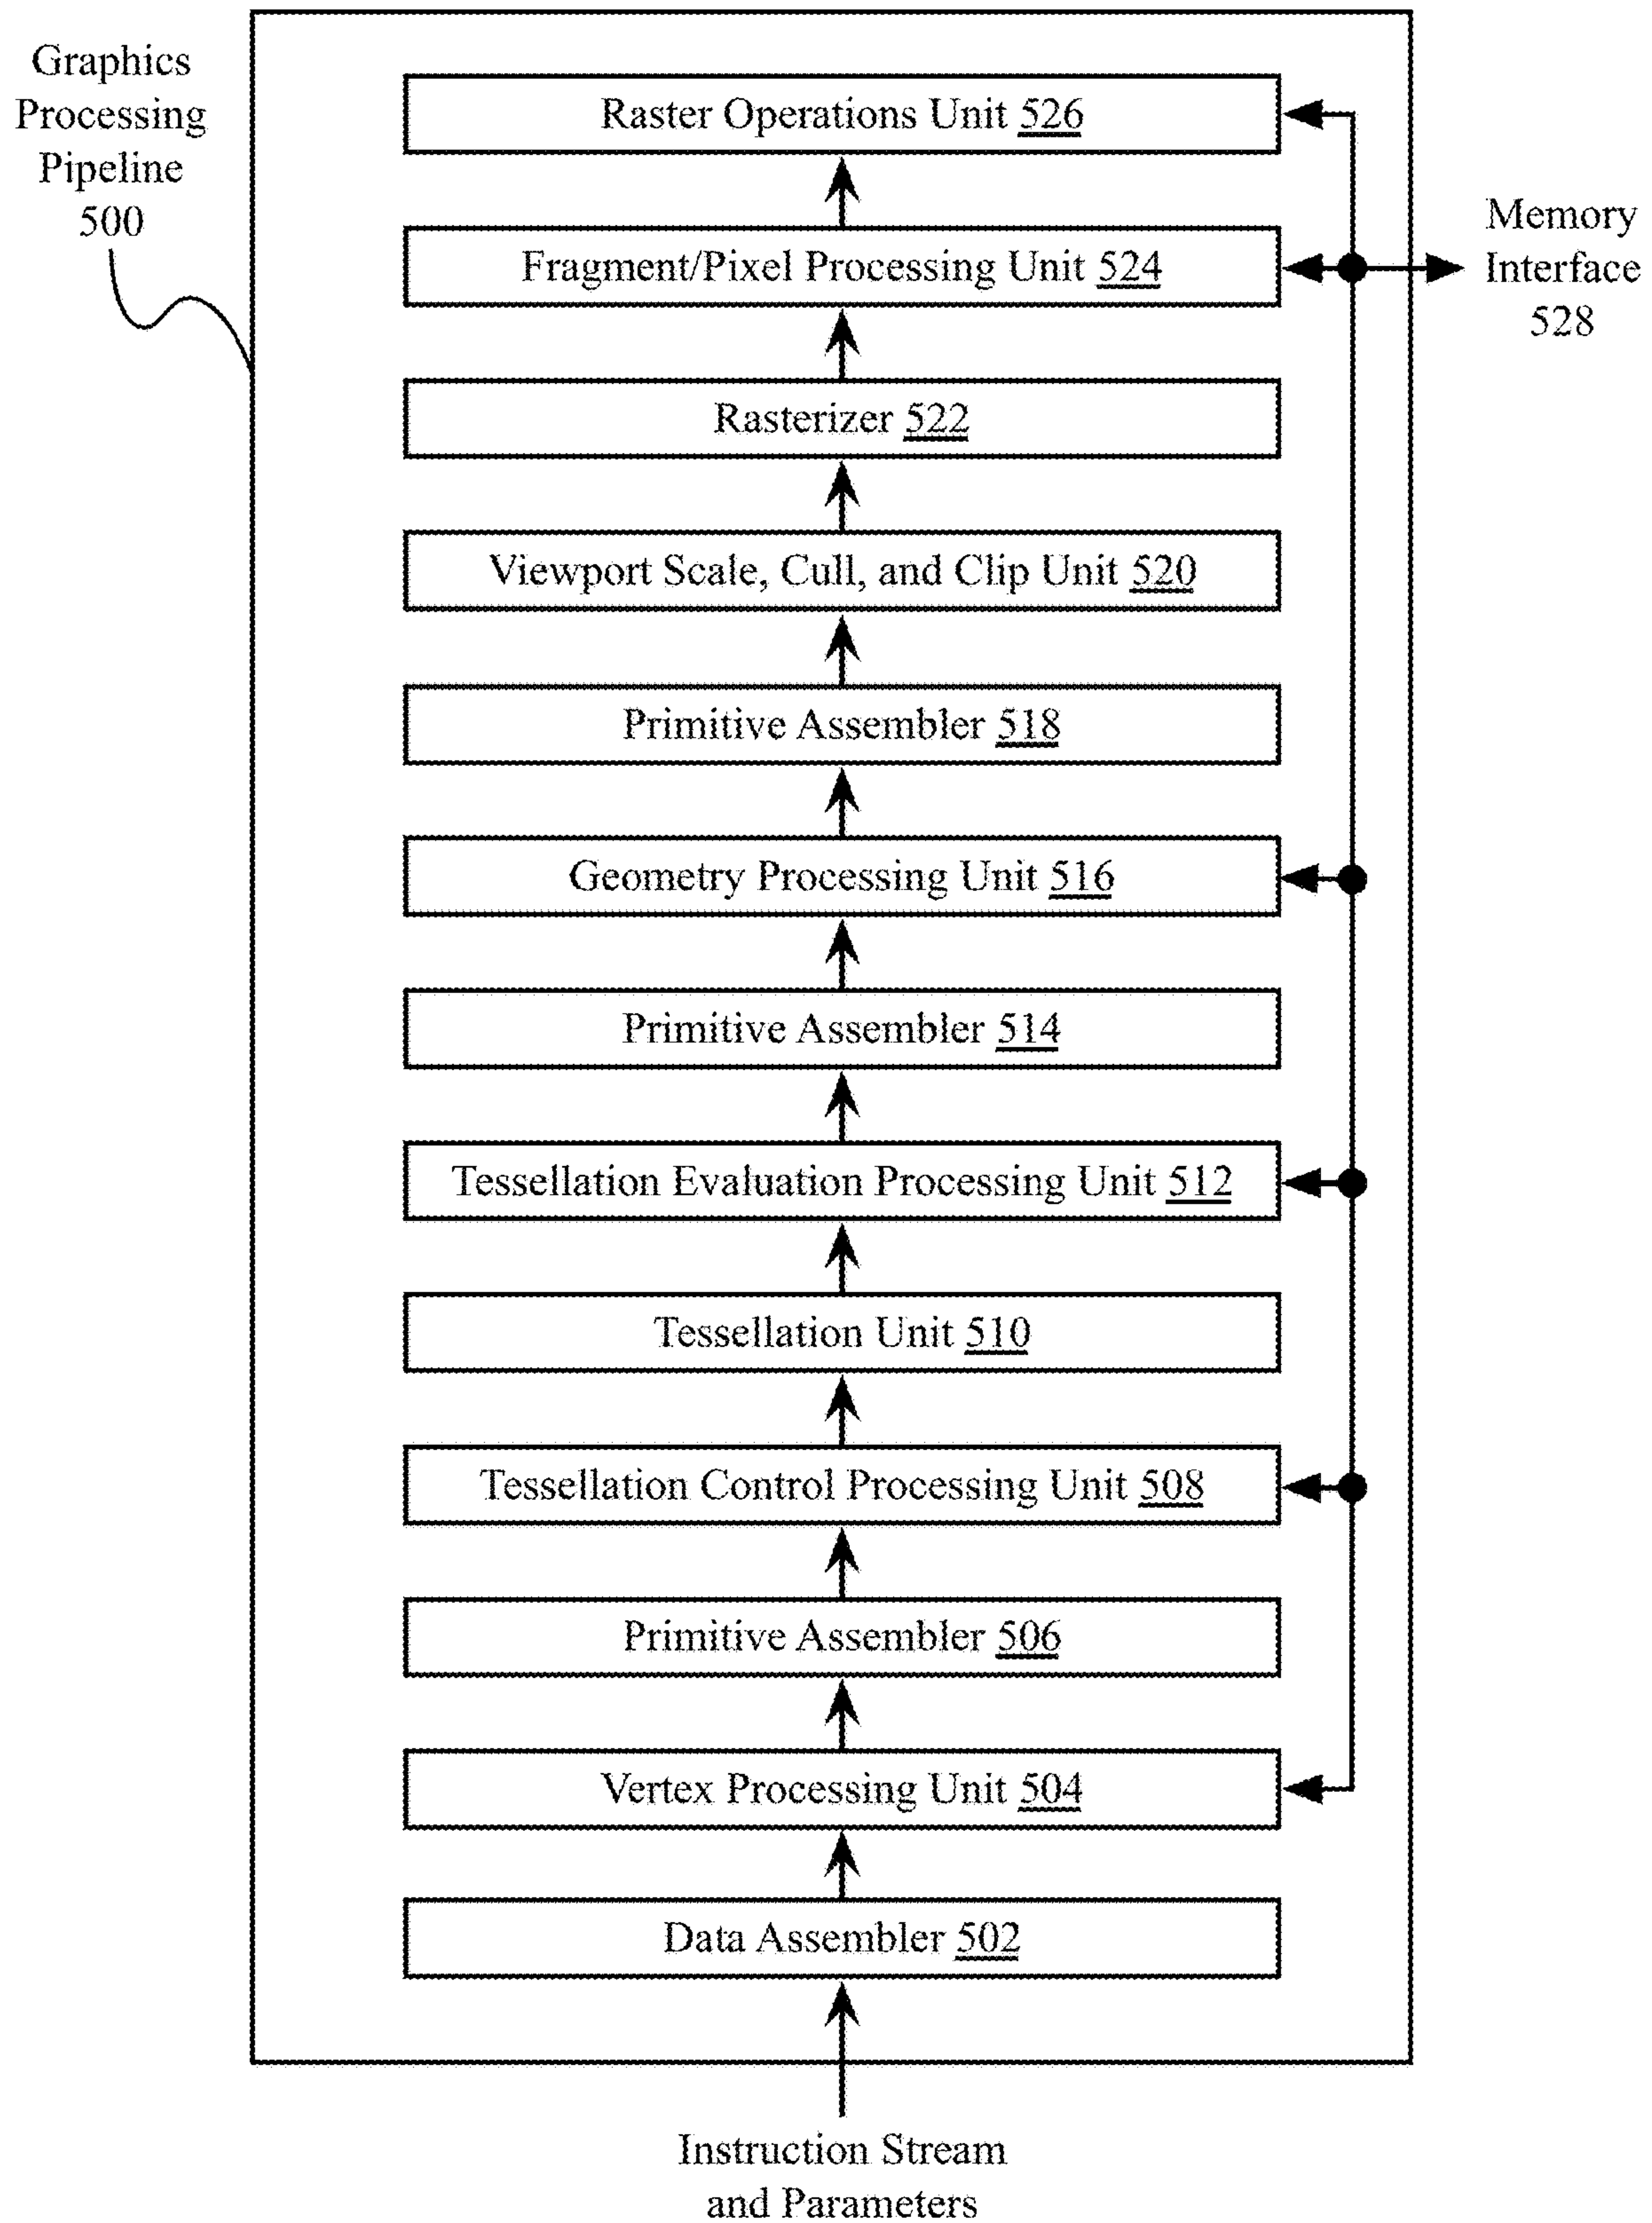 Graphics
Processing
Pipeline
500
Raster Operations Unit 526
Fragment/Pixel Processing Unit 524
Memory
Interface
528
Rasterizer 522
Viewport Scale, Cull, and Clip Unit 520
Primitive Assembler 518
Geometry Processing Unit 516
Primitive Assembler 514
Tessellation Evaluation Processing Unit 512
Tessellation Unit 510
Tessellation Control Processing Unit 508
Primitive Assembler 506
Vertex Processing Unit 504
Data Assembler 502
Instruction Stream
and Parameters